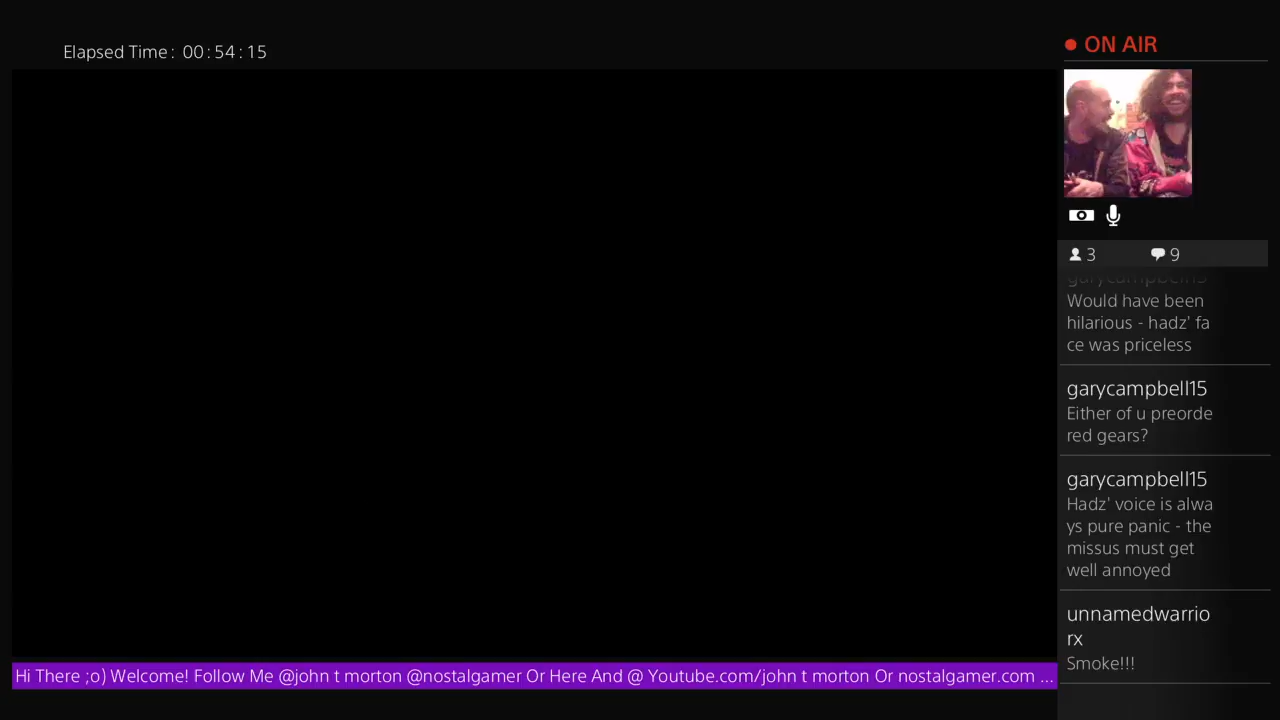 Elapsed Time: 00:54:15
ON AIR
3 9
garycampbell15
Would have been
hilarious - hadz' fa
ce was priceless
garycampbell15
Either of u preorde
red gears?
garycampbell15
Hadz' voice is alwa
ys pure panic - the
missus must get
well annoyed
unnamedwarrio
rx
Smoke!!!
Hi There ;o) Welcome! Follow Me @john t morton @nostalgamer Or Here And @ Youtube.com/john t morton Or nostalgamer.com ...